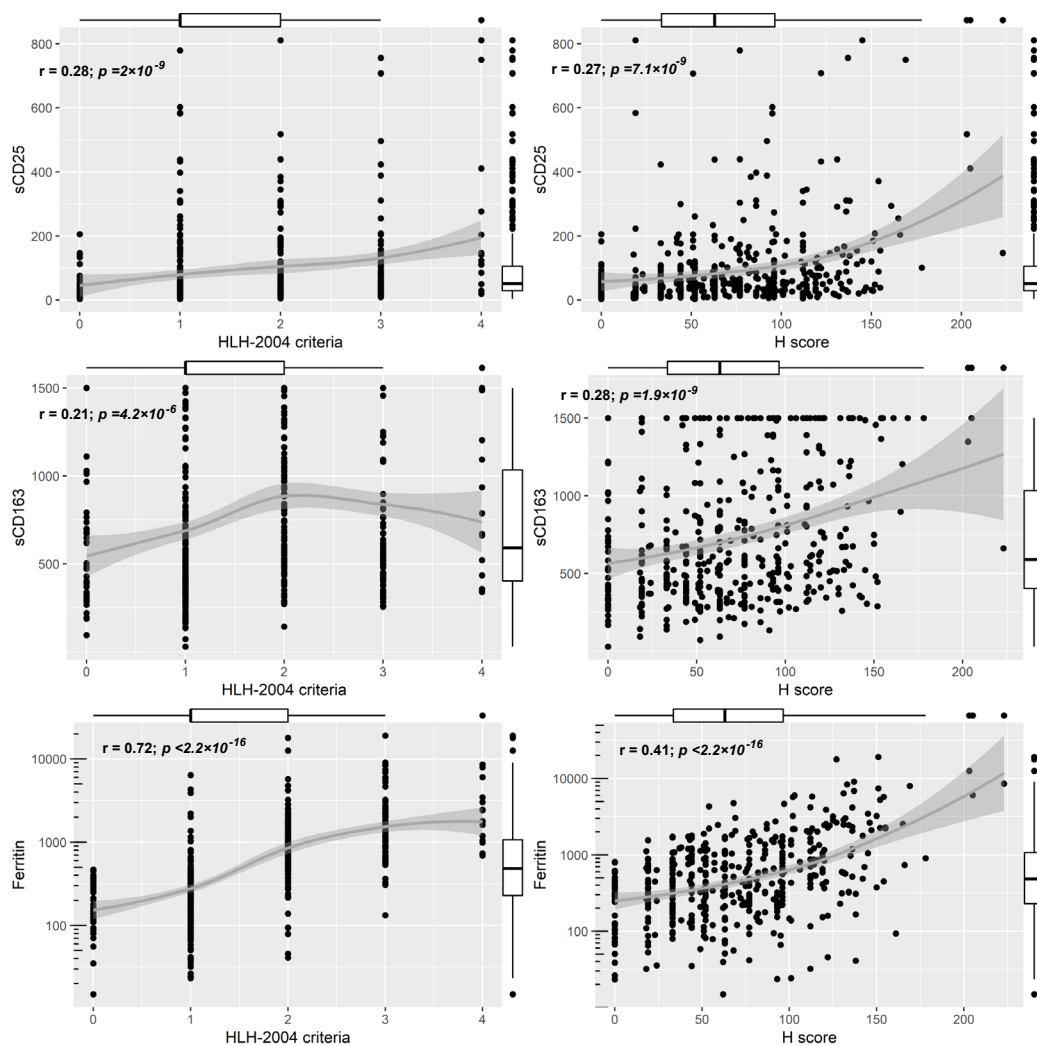 r = 0.28; p =2×10⁻⁹
800
600
400
200
0
sCD25
0 1 2 3 4
HLH-2004 criteria
r = 0.27; p =7.1×10⁻⁹
800
600
400
200
0
sCD25
0 50 100 150 200
H score
r = 0.21; p =4.2×10⁻⁶
1500
1000
500
sCD163
0 1 2 3 4
HLH-2004 criteria
r = 0.28; p =1.9×10⁻⁹
1500
1000
500
sCD163
0 50 100 150 200
H score
r = 0.72; p <2.2×10⁻¹⁶
10000
1000
100
Ferritin
0 1 2 3 4
HLH-2004 criteria
r = 0.41; p <2.2×10⁻¹⁶
10000
1000
100
Ferritin
0 50 100 150 200
H score